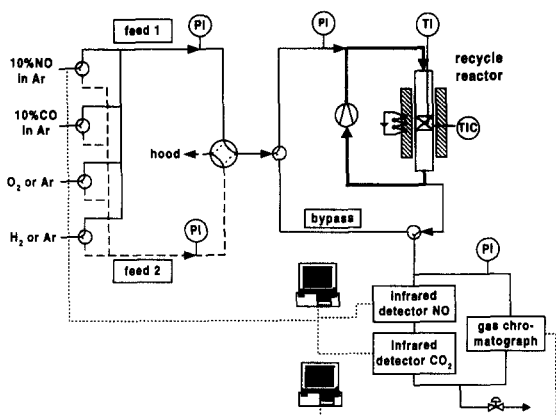 feed 1
PI
PI
TI
10%NO
in Ar
recycle
reactor
10%CO
in Ar
TIC
hood
O₂ or Ar
H₂ or Ar
bypass
PI
feed 2
PI
infrared
detector NO
gas chro-
matograph
infrared
detector CO₂